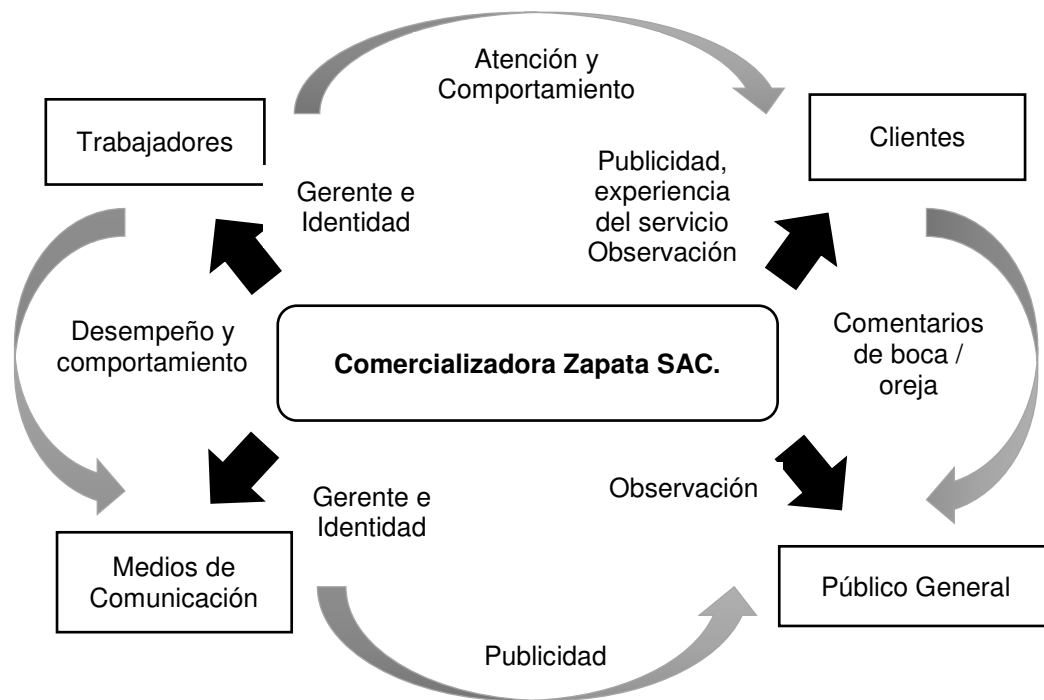 Atención y
Comportamiento
Trabajadores
Clientes
Gerente e
Identidad
Publicidad,
experiencia
del servicio
Observación
Desempeño y
comportamiento
Comercializadora Zapata SAC.
Comentarios
de boca /
oreja
Gerente e
Identidad
Observación
Medios de
Comunicación
Público General
Publicidad